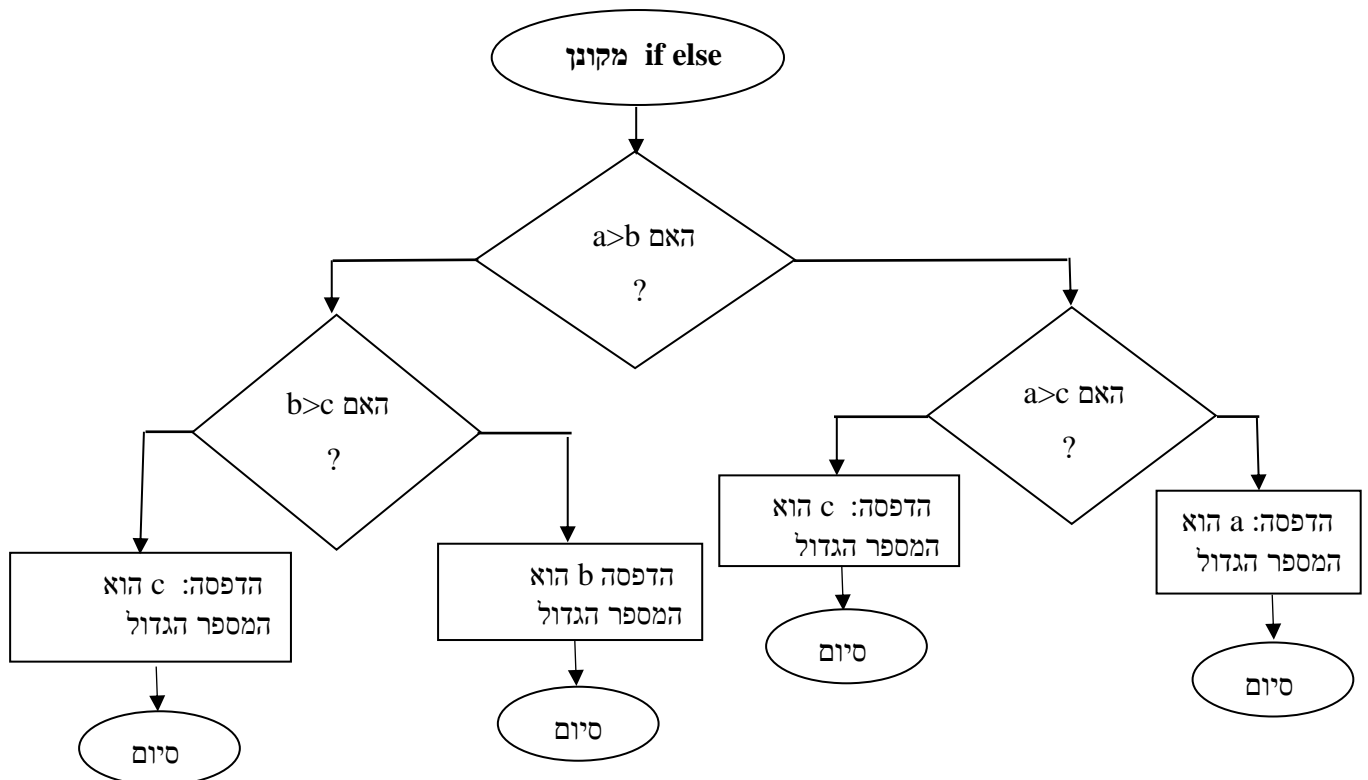 if else מקונן
האם a>b
?
האם a>c
?
האם b>c
?
הדפסה: a הוא
המספר הגדול
הדפסה: c הוא
המספר הגדול
הדפסה b הוא
המספר הגדול
הדפסה: c הוא
המספר הגדול
סיום
סיום
סיום
סיום